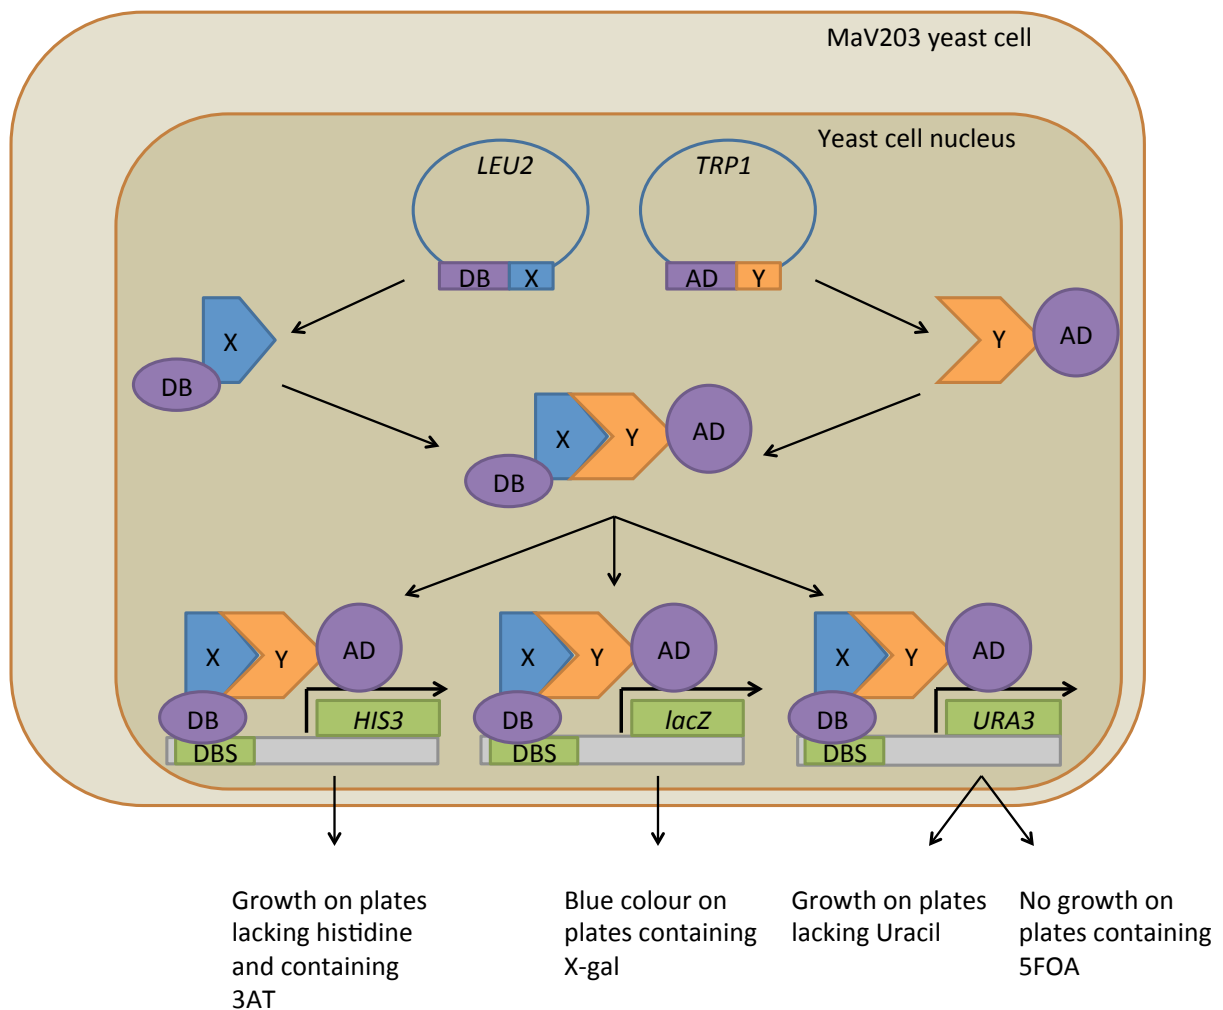 MaV203 yeast cell
Yeast cell nucleus
LEU2
TRP1
DB X
AD Y
X
DB
Y
AD
X
Y
AD
DB
X
Y
AD
DB
HIS3
DBS
X
Y
AD
DB
lacZ
DBS
X
Y
AD
DB
URA3
DBS
Growth on plates
lacking histidine
and containing
3AT
Blue colour on
plates containing
X-gal
Growth on plates
lacking Uracil
No growth on
plates containing
5FOA